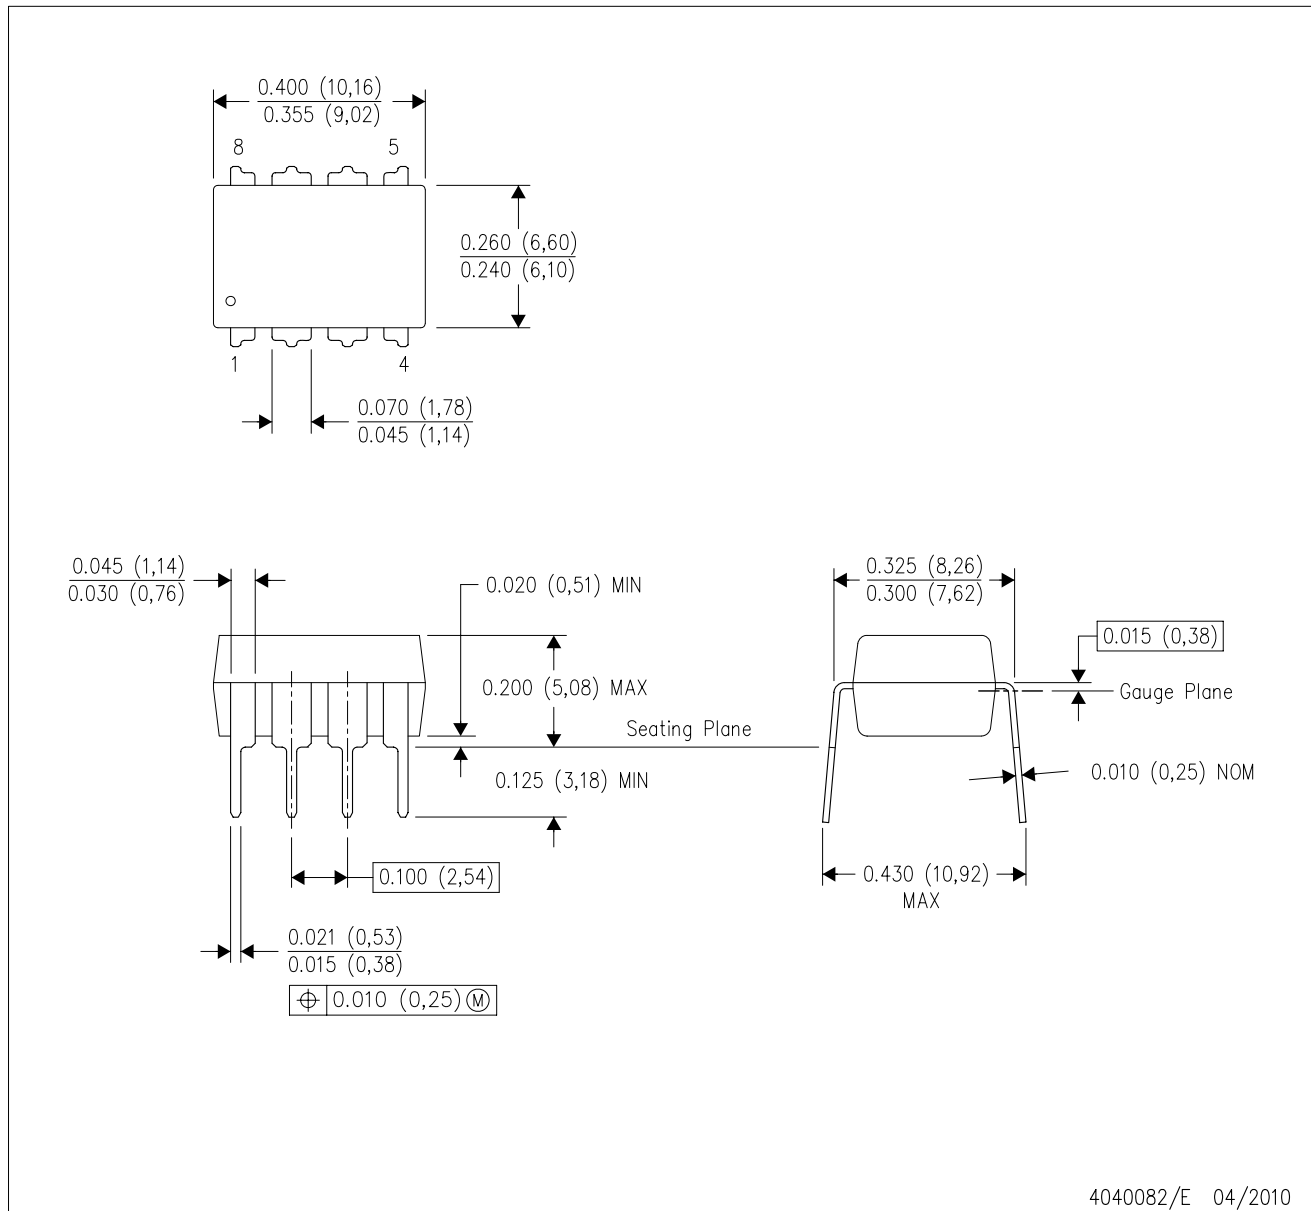 0.400 (10,16)
0.355 (9,02)
8
5
0.260 (6,60)
0.240 (6,10)
1
4
0.070 (1,78)
0.045 (1,14)
0.045 (1,14)
0.030 (0,76)
0.020 (0,51) MIN
0.200 (5,08) MAX
Seating Plane
0.125 (3,18) MIN
0.100 (2,54)
0.021 (0,53)
0.015 (0,38)
⌖ 0.010 (0,25) Ⓜ
0.325 (8,26)
0.300 (7,62)
0.015 (0,38)
Gauge Plane
0.010 (0,25) NOM
0.430 (10,92)
MAX
4040082/E 04/2010